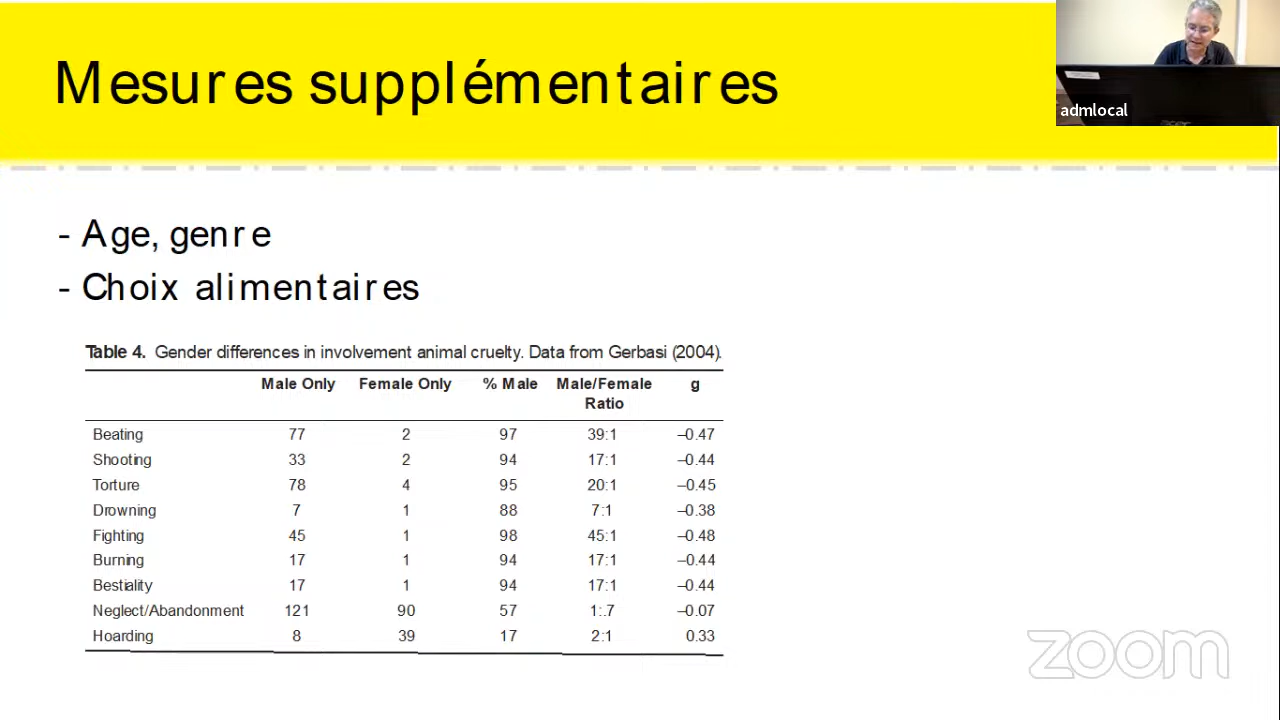 Mesures supplémentaires
admlocal
acer
- Age, genre
- Choix alimentaires
Table 4. Gender differences in involvement animal cruelty. Data from Gerbasi (2004).
Male Only Female Only % Male Male/Female Ratio g
Beating 77 2 97 39:1 –0.47
Shooting 33 2 94 17:1 –0.44
Torture 78 4 95 20:1 –0.45
Drowning 7 1 88 7:1 –0.38
Fighting 45 1 98 45:1 –0.48
Burning 17 1 94 17:1 –0.44
Bestiality 17 1 94 17:1 –0.44
Neglect/Abandonment 121 90 57 1:.7 –0.07
Hoarding 8 39 17 2:1 0.33
zoom